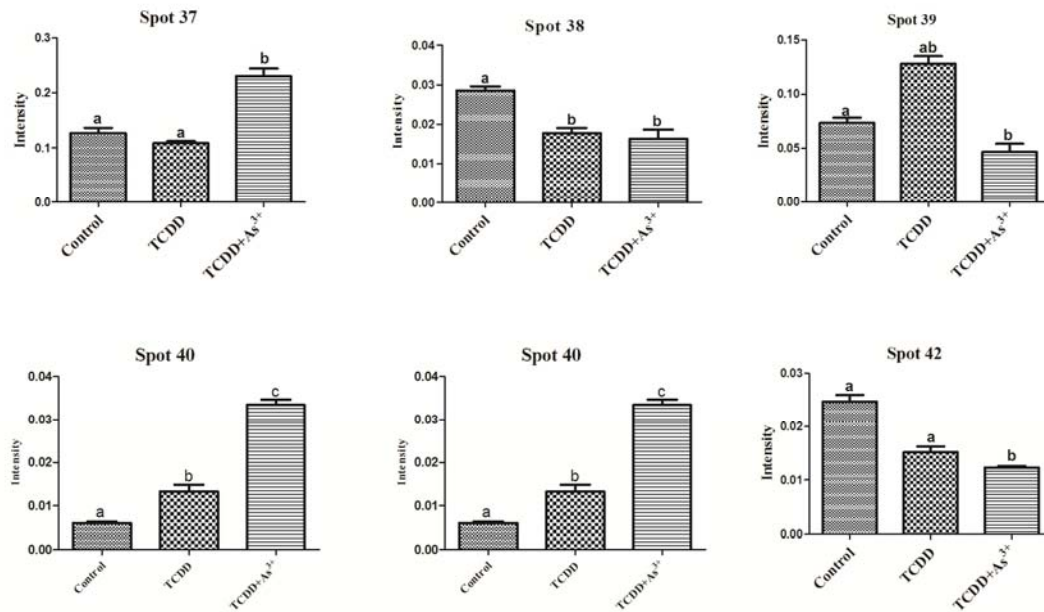 Spot 37
Intensity
0.3
0.2
0.1
0.0
a
a
b
Control
TCDD
TCDD+As³⁺
Spot 38
Intensity
0.04
0.03
0.02
0.01
0.00
a
b
b
Control
TCDD
TCDD+As³⁺
Spot 39
Intensity
0.15
0.10
0.05
0.00
a
ab
b
Control
TCDD
TCDD+As³⁺
Spot 40
Intensity
0.04
0.03
0.01
0.01
0.00
a
b
c
Control
TCDD
TCDD+As³⁺
Spot 40
Intensity
0.04
0.03
0.01
0.01
0.00
a
b
c
Control
TCDD
TCDD+As³⁺
Spot 42
Intensity
0.03
0.02
0.01
0.00
a
a
b
Control
TCDD
TCDD+As³⁺